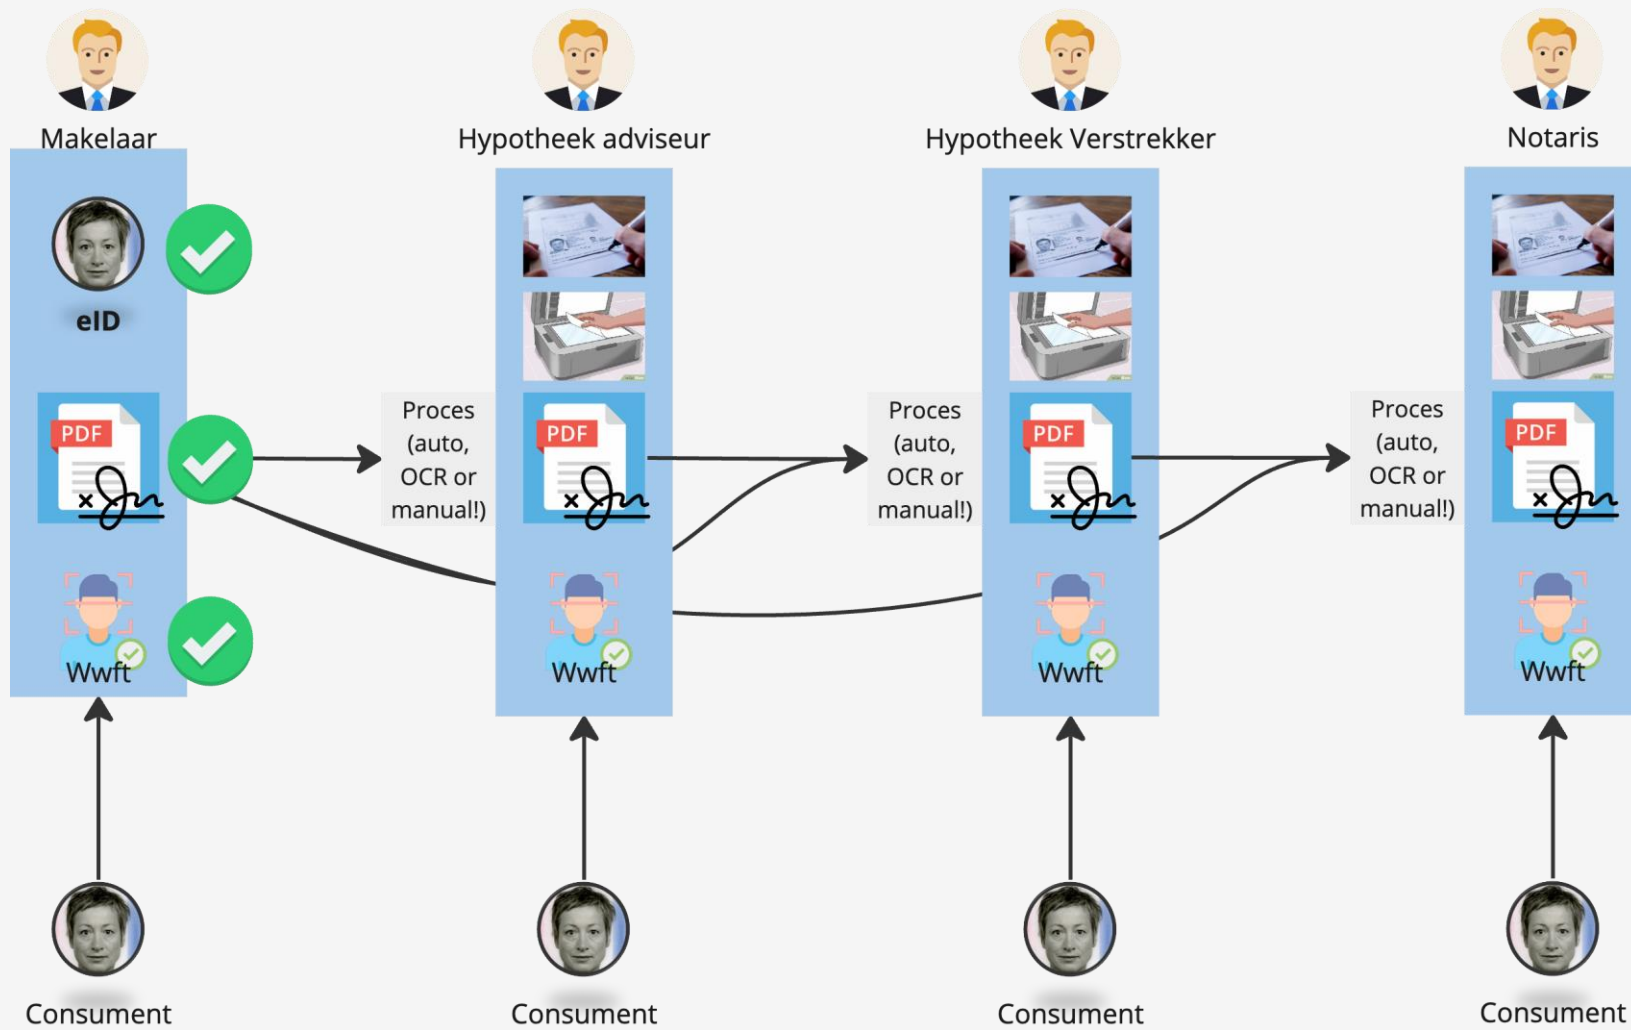 Makelaar
Hypotheek adviseur
Hypotheek Verstrekker
Notaris
eID
PDF
Proces
(auto,
OCR or
manual!)
PDF
Proces
(auto,
OCR or
manual!)
PDF
Proces
(auto,
OCR or
manual!)
PDF
Wwft
Wwft
Wwft
Wwft
Consument
Consument
Consument
Consument